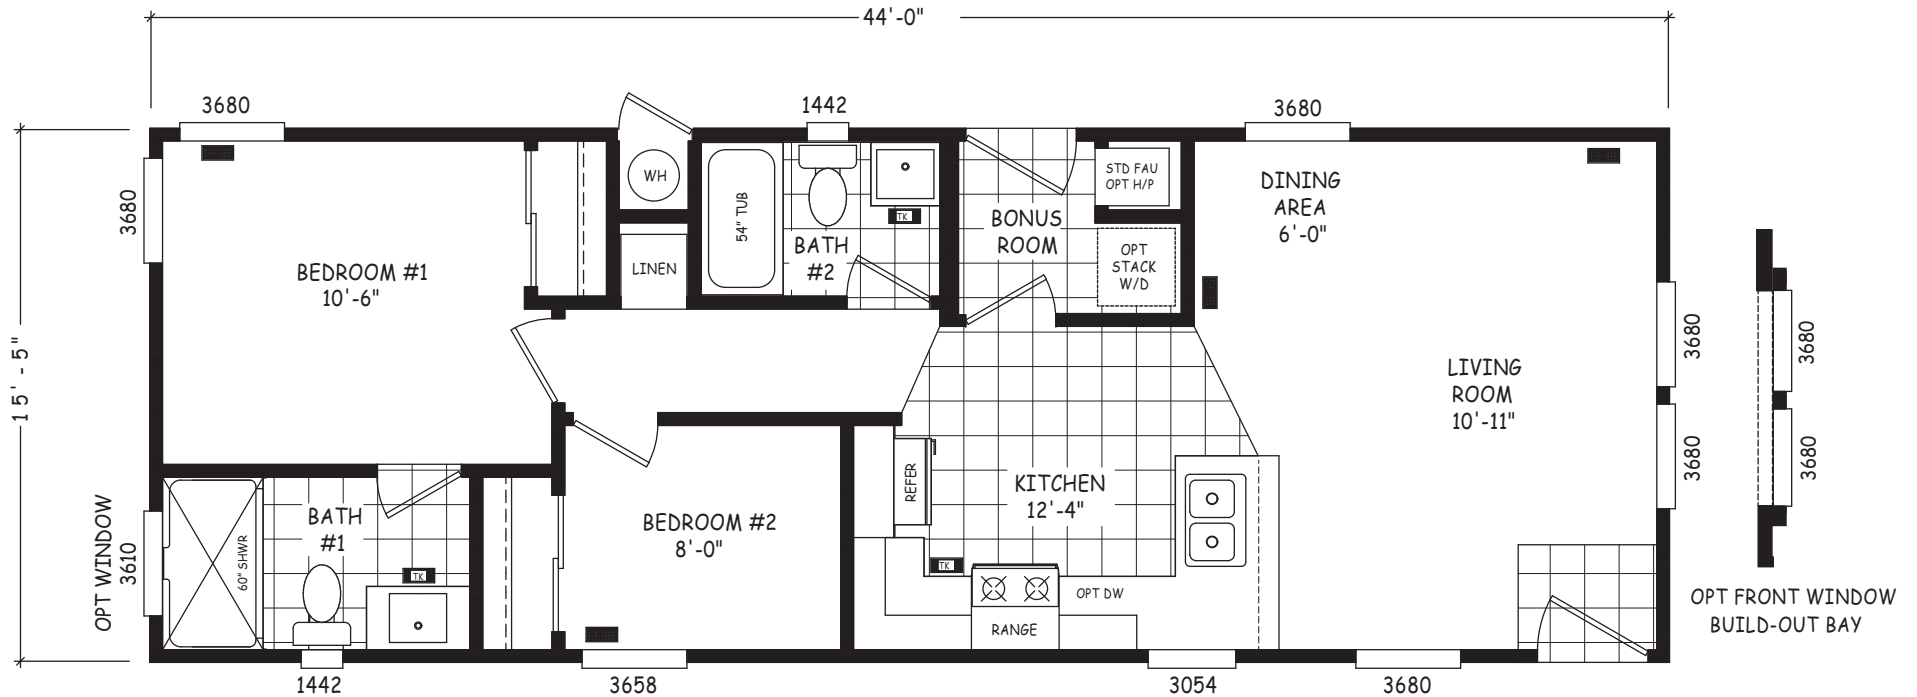 44'-0"
3680
1442
3680
3680
15'-5"
WH
54" TUB
TK
BATH
#2
BONUS
ROOM
STD FAU
OPT H/P
OPT
STACK
W/D
DINING
AREA
6'-0"
LINEN
BEDROOM #1
10'-6"
LIVING
ROOM
10'-11"
3680
3680
3680
3680
REFER
KITCHEN
12'-4"
BEDROOM #2
8'-0"
BATH
#1
60" SHWR
TK
TK
OPT WINDOW
3610
OPT DW
RANGE
OPT FRONT WINDOW
BUILD-OUT BAY
1442
3658
3054
3680